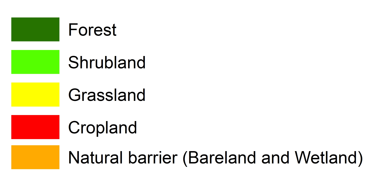 Forest
Shrubland
Grassland
Cropland
Natural barrier (Bareland and Wetland)